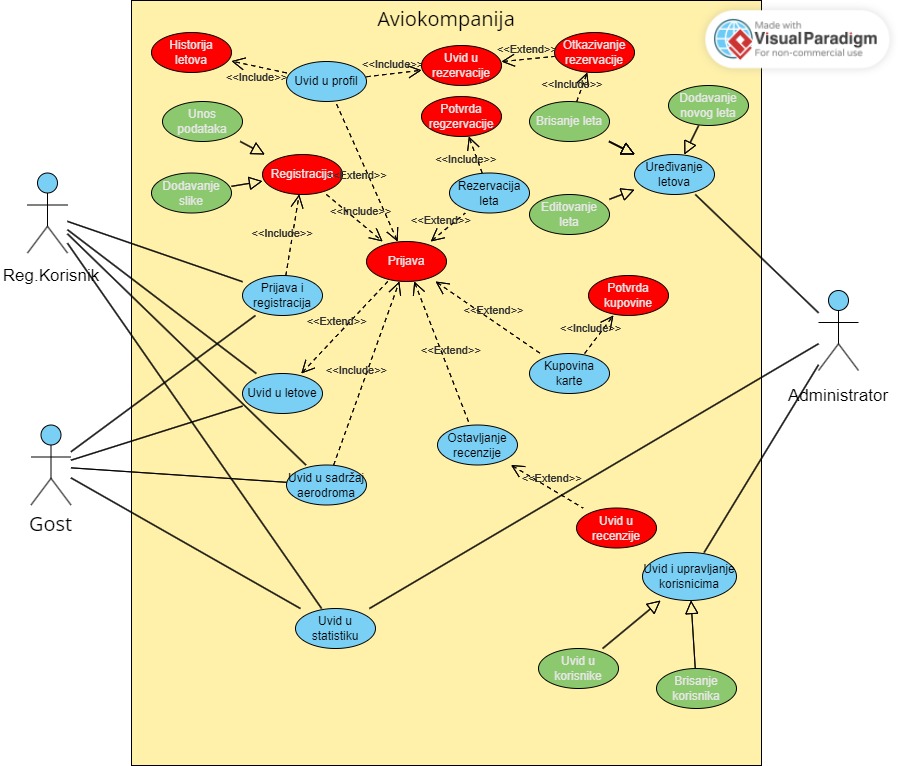 Aviokompanija
Made with
VisualParadigm
For non-commercial use
Historija
letova
<<Include>>
Uvid u profil
<<Include>>
Uvid u
rezervacije
<<Extend>>
Otkazivanje
rezervacije
<<Include>>
Unos
podataka
Potvrda
regzervacije
Brisanje leta
Dodavanje
novog leta
<<Include>>
Registracija
<<Extend>>
Dodavanje
slike
Rezervacija
leta
Uređivanje
letova
Editovanje
leta
<<Include>>
<<Extend>>
<<Include>>
Prijava
Reg.Korisnik
Prijava i
registracija
Potvrda
kupovine
<<Extend>>
<<Extend>>
<<Include>>
<<Extend>>
<<Include>>
Kupovina
karte
Uvid u letove
Administrator
Ostavljanje
recenzije
Uvid u sadržaj
aerodroma
<<Extend>>
Gost
Uvid u
recenzije
Uvid i upravljanje
korisnicima
Uvid u
statistiku
Uvid u
korisnike
Brisanje
korisnika